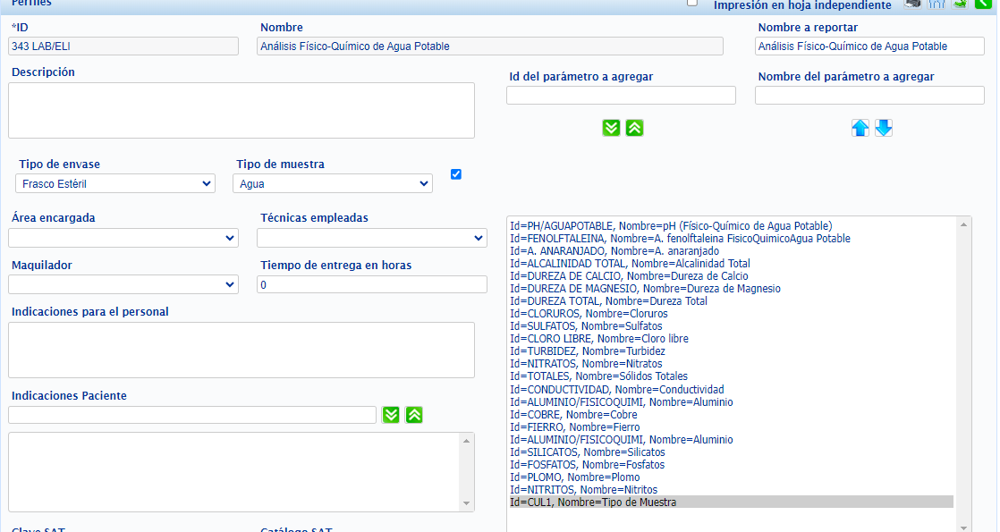 Perfiles
Impresión en hoja independiente
*ID
Nombre
Nombre a reportar
343 LAB/ELI
Análisis Físico-Químico de Agua Potable
Análisis Físico-Químico de Agua Potable
Descripción
Id del parámetro a agregar
Nombre del parámetro a agregar
Tipo de envase
Tipo de muestra
Frasco Estéril
Agua
Área encargada
Técnicas empleadas
Maquilador
Tiempo de entrega en horas
0
Indicaciones para el personal
Indicaciones Paciente
Id=PH/AGUAPOTABLE, Nombre=pH (Físico-Químico de Agua Potable)
Id=FENOLFTALEINA, Nombre=A. fenolftaleina FisicoQuimicoAgua Potable
Id=A. ANARANJADO, Nombre=A. anaranjado
Id=ALCALINIDAD TOTAL, Nombre=Alcalinidad Total
Id=DUREZA DE CALCIO, Nombre=Dureza de Calcio
Id=DUREZA DE MAGNESIO, Nombre=Dureza de Magnesio
Id=DUREZA TOTAL, Nombre=Dureza Total
Id=CLORUROS, Nombre=Cloruros
Id=SULFATOS, Nombre=Sulfatos
Id=CLORO LIBRE, Nombre=Cloro libre
Id=TURBIDEZ, Nombre=Turbidez
Id=NITRATOS, Nombre=Nitratos
Id=TOTALES, Nombre=Sólidos Totales
Id=CONDUCTIVIDAD, Nombre=Conductividad
Id=ALUMINIO/FISICOQUIMI, Nombre=Aluminio
Id=COBRE, Nombre=Cobre
Id=FIERRO, Nombre=Fierro
Id=ALUMINIO/FISICOQUIMI, Nombre=Aluminio
Id=SILICATOS, Nombre=Silicatos
Id=FOSFATOS, Nombre=Fosfatos
Id=PLOMO, Nombre=Plomo
Id=NITRITOS, Nombre=Nitritos
Id=CUL1, Nombre=Tipo de Muestra
Clave SAT
Catálogo SAT